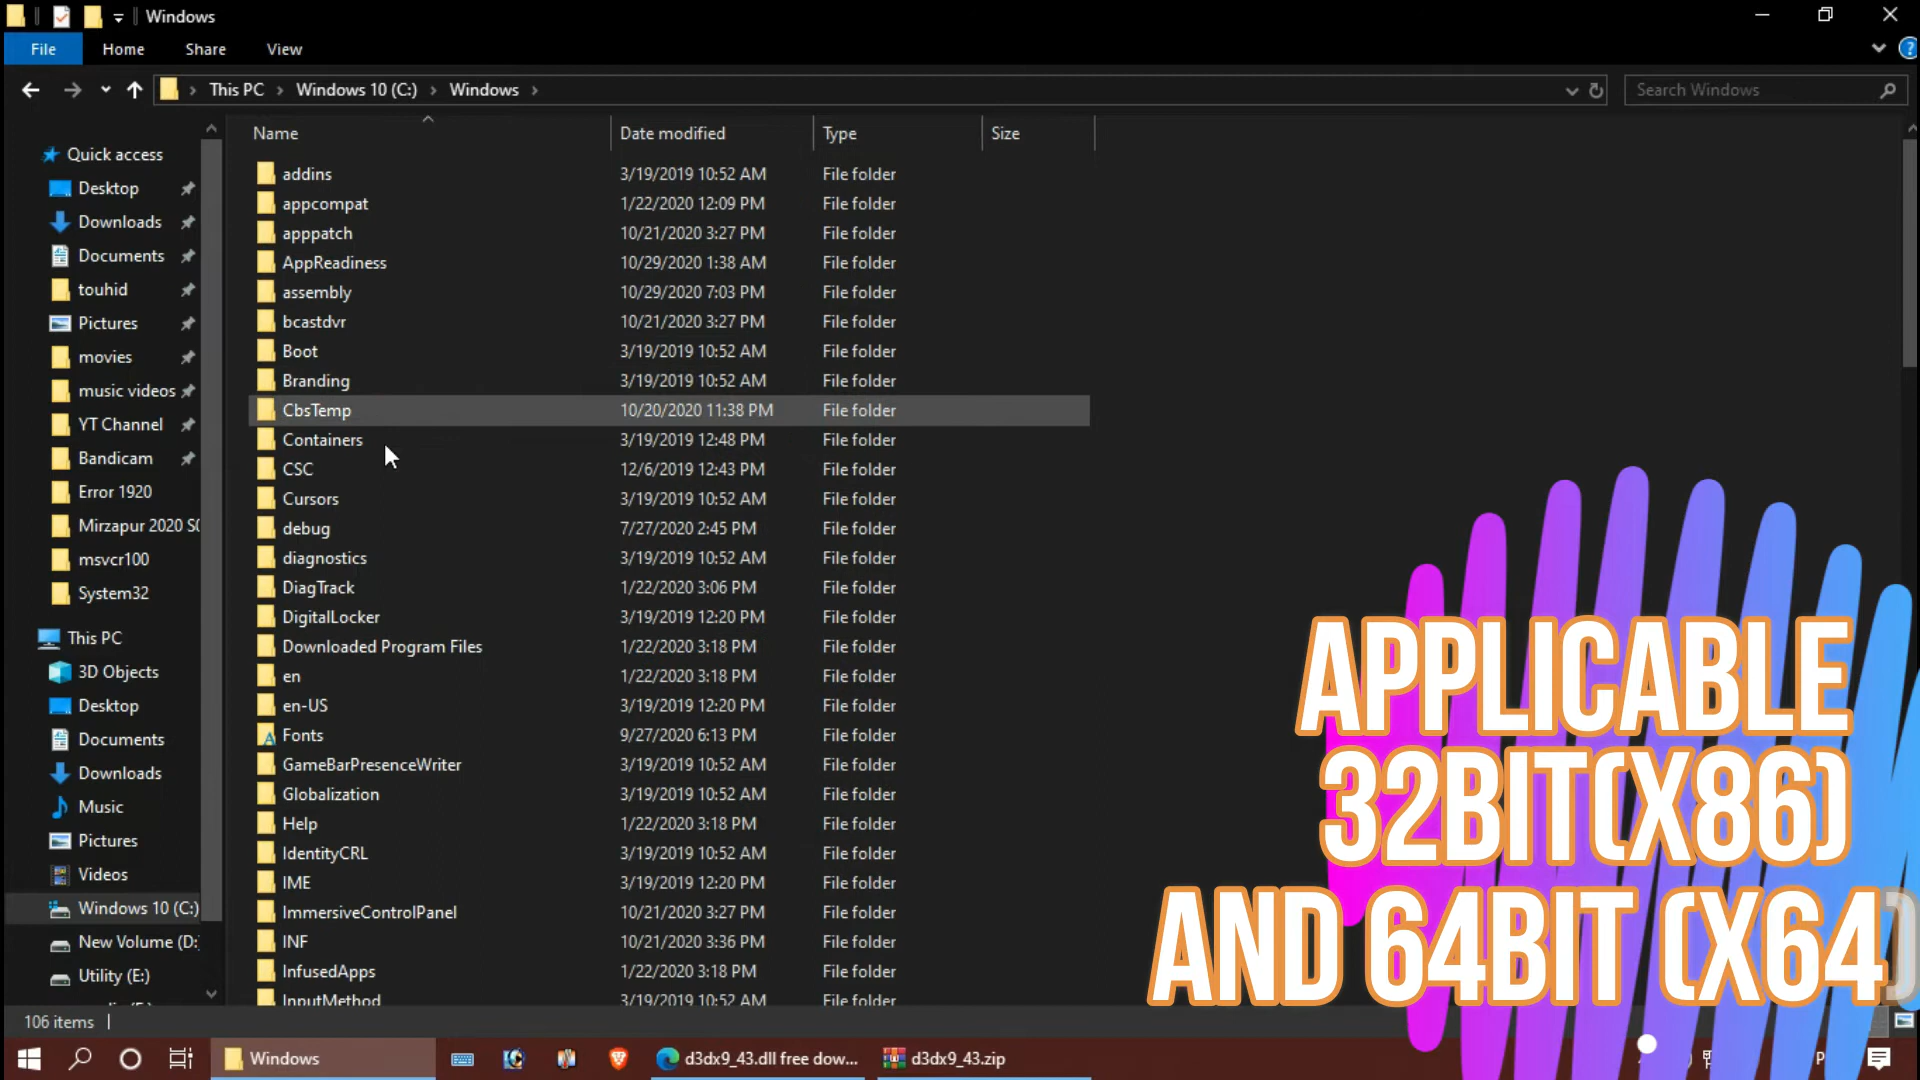 Windows
File Home Share View
This PC Windows 10 (C:) Windows
Search Windows
Name Date modified Type Size
Quick access
Desktop
Downloads
Documents
touhid
Pictures
movies
music videos
YT Channel
Bandicam
Error 1920
Mirzapur 2020 S0
msvcr100
System32
This PC
3D Objects
Desktop
Documents
Downloads
Music
Pictures
Videos
Windows 10 (C:)
New Volume (D:
Utility (E:)
addins 3/19/2019 10:52 AM File folder
appcompat 1/22/2020 12:09 PM File folder
apppatch 10/21/2020 3:27 PM File folder
AppReadiness 10/29/2020 1:38 AM File folder
assembly 10/29/2020 7:03 PM File folder
bcastdvr 10/21/2020 3:27 PM File folder
Boot 3/19/2019 10:52 AM File folder
Branding 3/19/2019 10:52 AM File folder
CbsTemp 10/20/2020 11:38 PM File folder
Containers 3/19/2019 12:48 PM File folder
CSC 12/6/2019 12:43 PM File folder
Cursors 3/19/2019 10:52 AM File folder
debug 7/27/2020 2:45 PM File folder
diagnostics 3/19/2019 10:52 AM File folder
DiagTrack 1/22/2020 3:06 PM File folder
DigitalLocker 3/19/2019 12:20 PM File folder
Downloaded Program Files 1/22/2020 3:18 PM File folder
en 1/22/2020 3:18 PM File folder
en-US 3/19/2019 12:20 PM File folder
Fonts 9/27/2020 6:13 PM File folder
GameBarPresenceWriter 3/19/2019 10:52 AM File folder
Globalization 3/19/2019 10:52 AM File folder
Help 1/22/2020 3:18 PM File folder
IdentityCRL 3/19/2019 10:52 AM File folder
IME 3/19/2019 12:20 PM File folder
ImmersiveControlPanel 10/21/2020 3:27 PM File folder
INF 10/21/2020 3:36 PM File folder
InfusedApps 1/22/2020 3:18 PM File folder
InputMethod 3/19/2019 10:52 AM File folder
APPLICABLE
32BIT(X86)
AND 64BIT (X64)
106 items
Windows
d3dx9_43.dll free dow...
d3dx9_43.zip